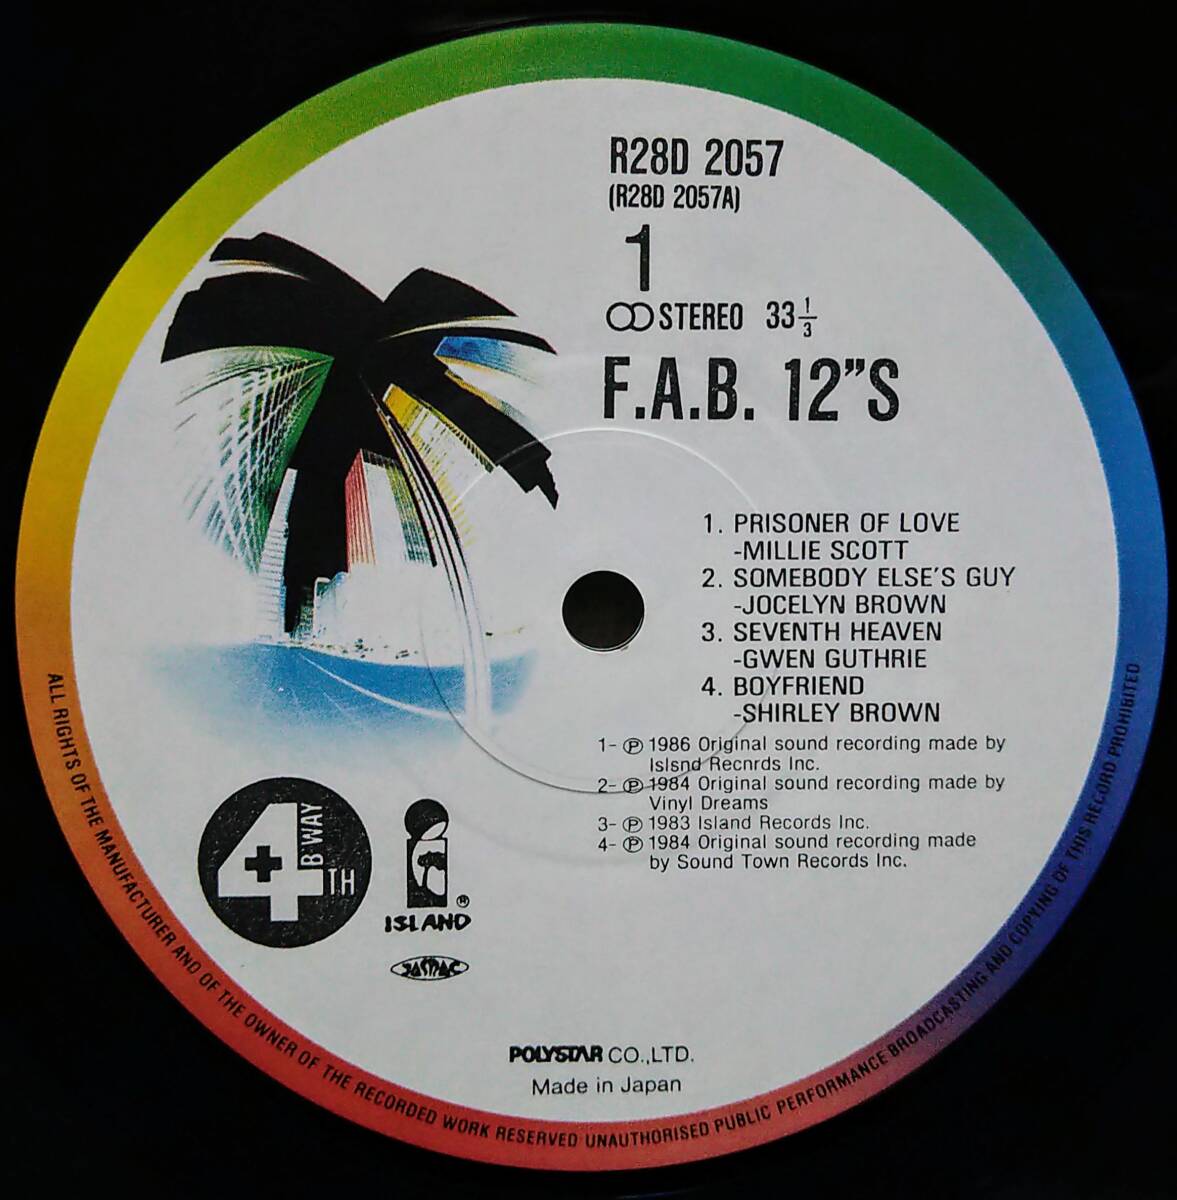 R28D 2057
(R28D 2057A)
1
STEREO 33 1/3
F.A.B. 12"S
1. PRISONER OF LOVE
-MILLIE SCOTT
2. SOMEBODY ELSE'S GUY
-JOCELYN BROWN
3. SEVENTH HEAVEN
-GWEN GUTHRIE
4. BOYFRIEND
-SHIRLEY BROWN
1- Ⓟ 1986 Original sound recording made by
Islsnd Recnrds Inc.
2- Ⓟ 1984 Original sound recording made by
Vinyl Dreams
3- Ⓟ 1983 Island Records Inc.
4- Ⓟ 1984 Original sound recording made
by Sound Town Records Inc.
4TH B'WAY
ISLAND®
JASRAC
POLYSTAR CO.,LTD.
Made in Japan
ALL RIGHTS OF THE MANUFACTURER AND OF THE OWNER OF THE RECORDED WORK RESERVED UNAUTHORISED PUBLIC PERFORMANCE BROADCASTING AND COPYING OF THIS RECORD PROHIBITED